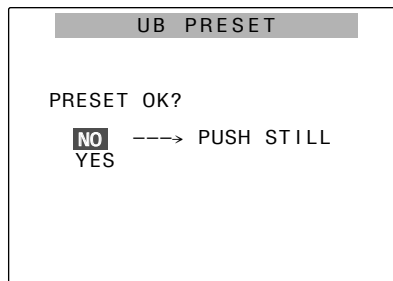 UB PRESET
PRESET OK?
NO ---→ PUSH STILL
YES